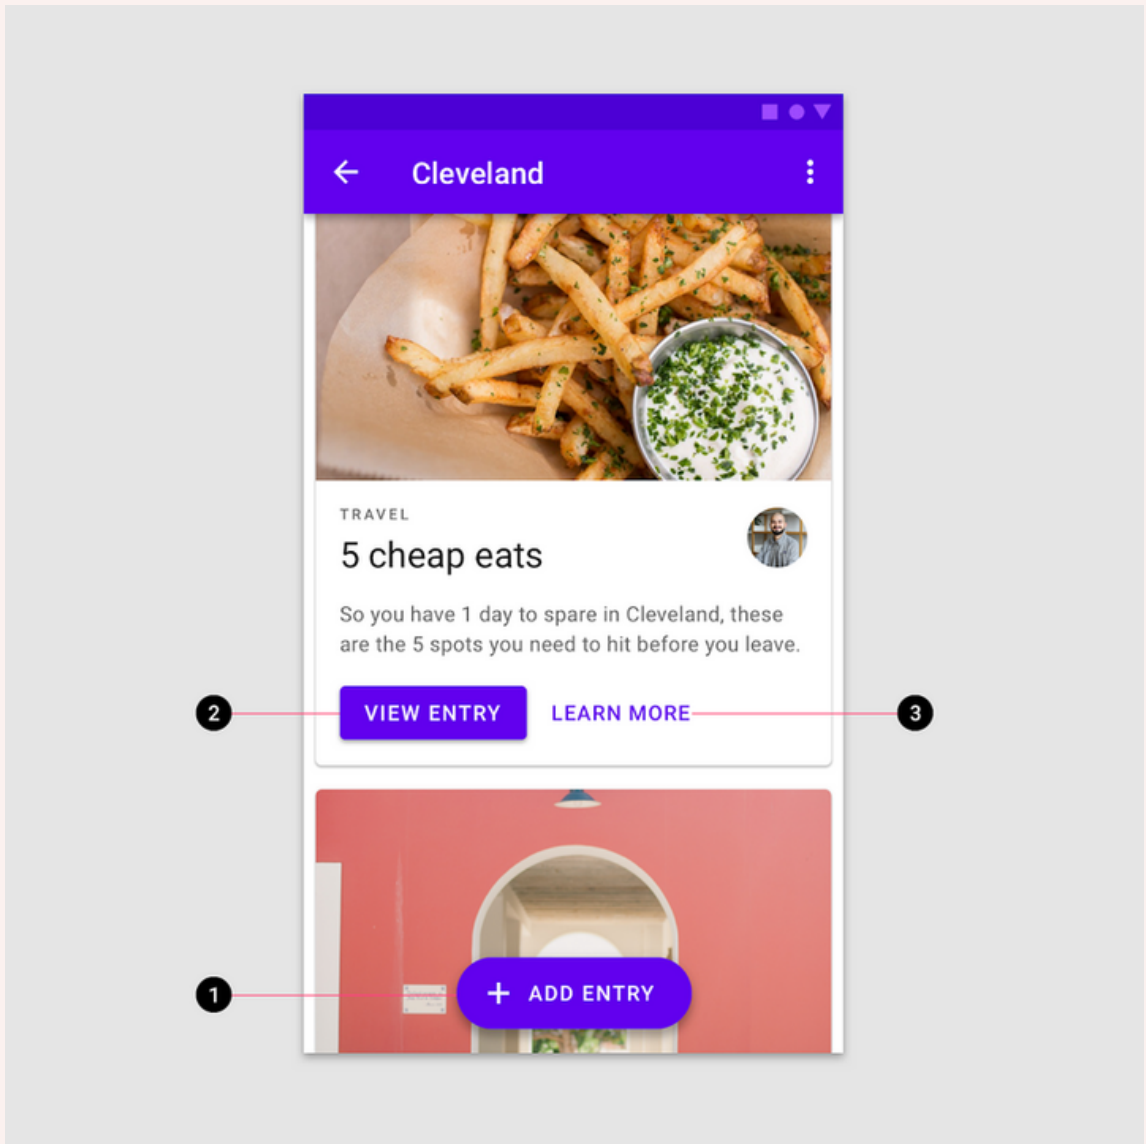 Cleveland
TRAVEL
5 cheap eats
So you have 1 day to spare in Cleveland, these
are the 5 spots you need to hit before you leave.
2
VIEW ENTRY
LEARN MORE
3
1
+ ADD ENTRY